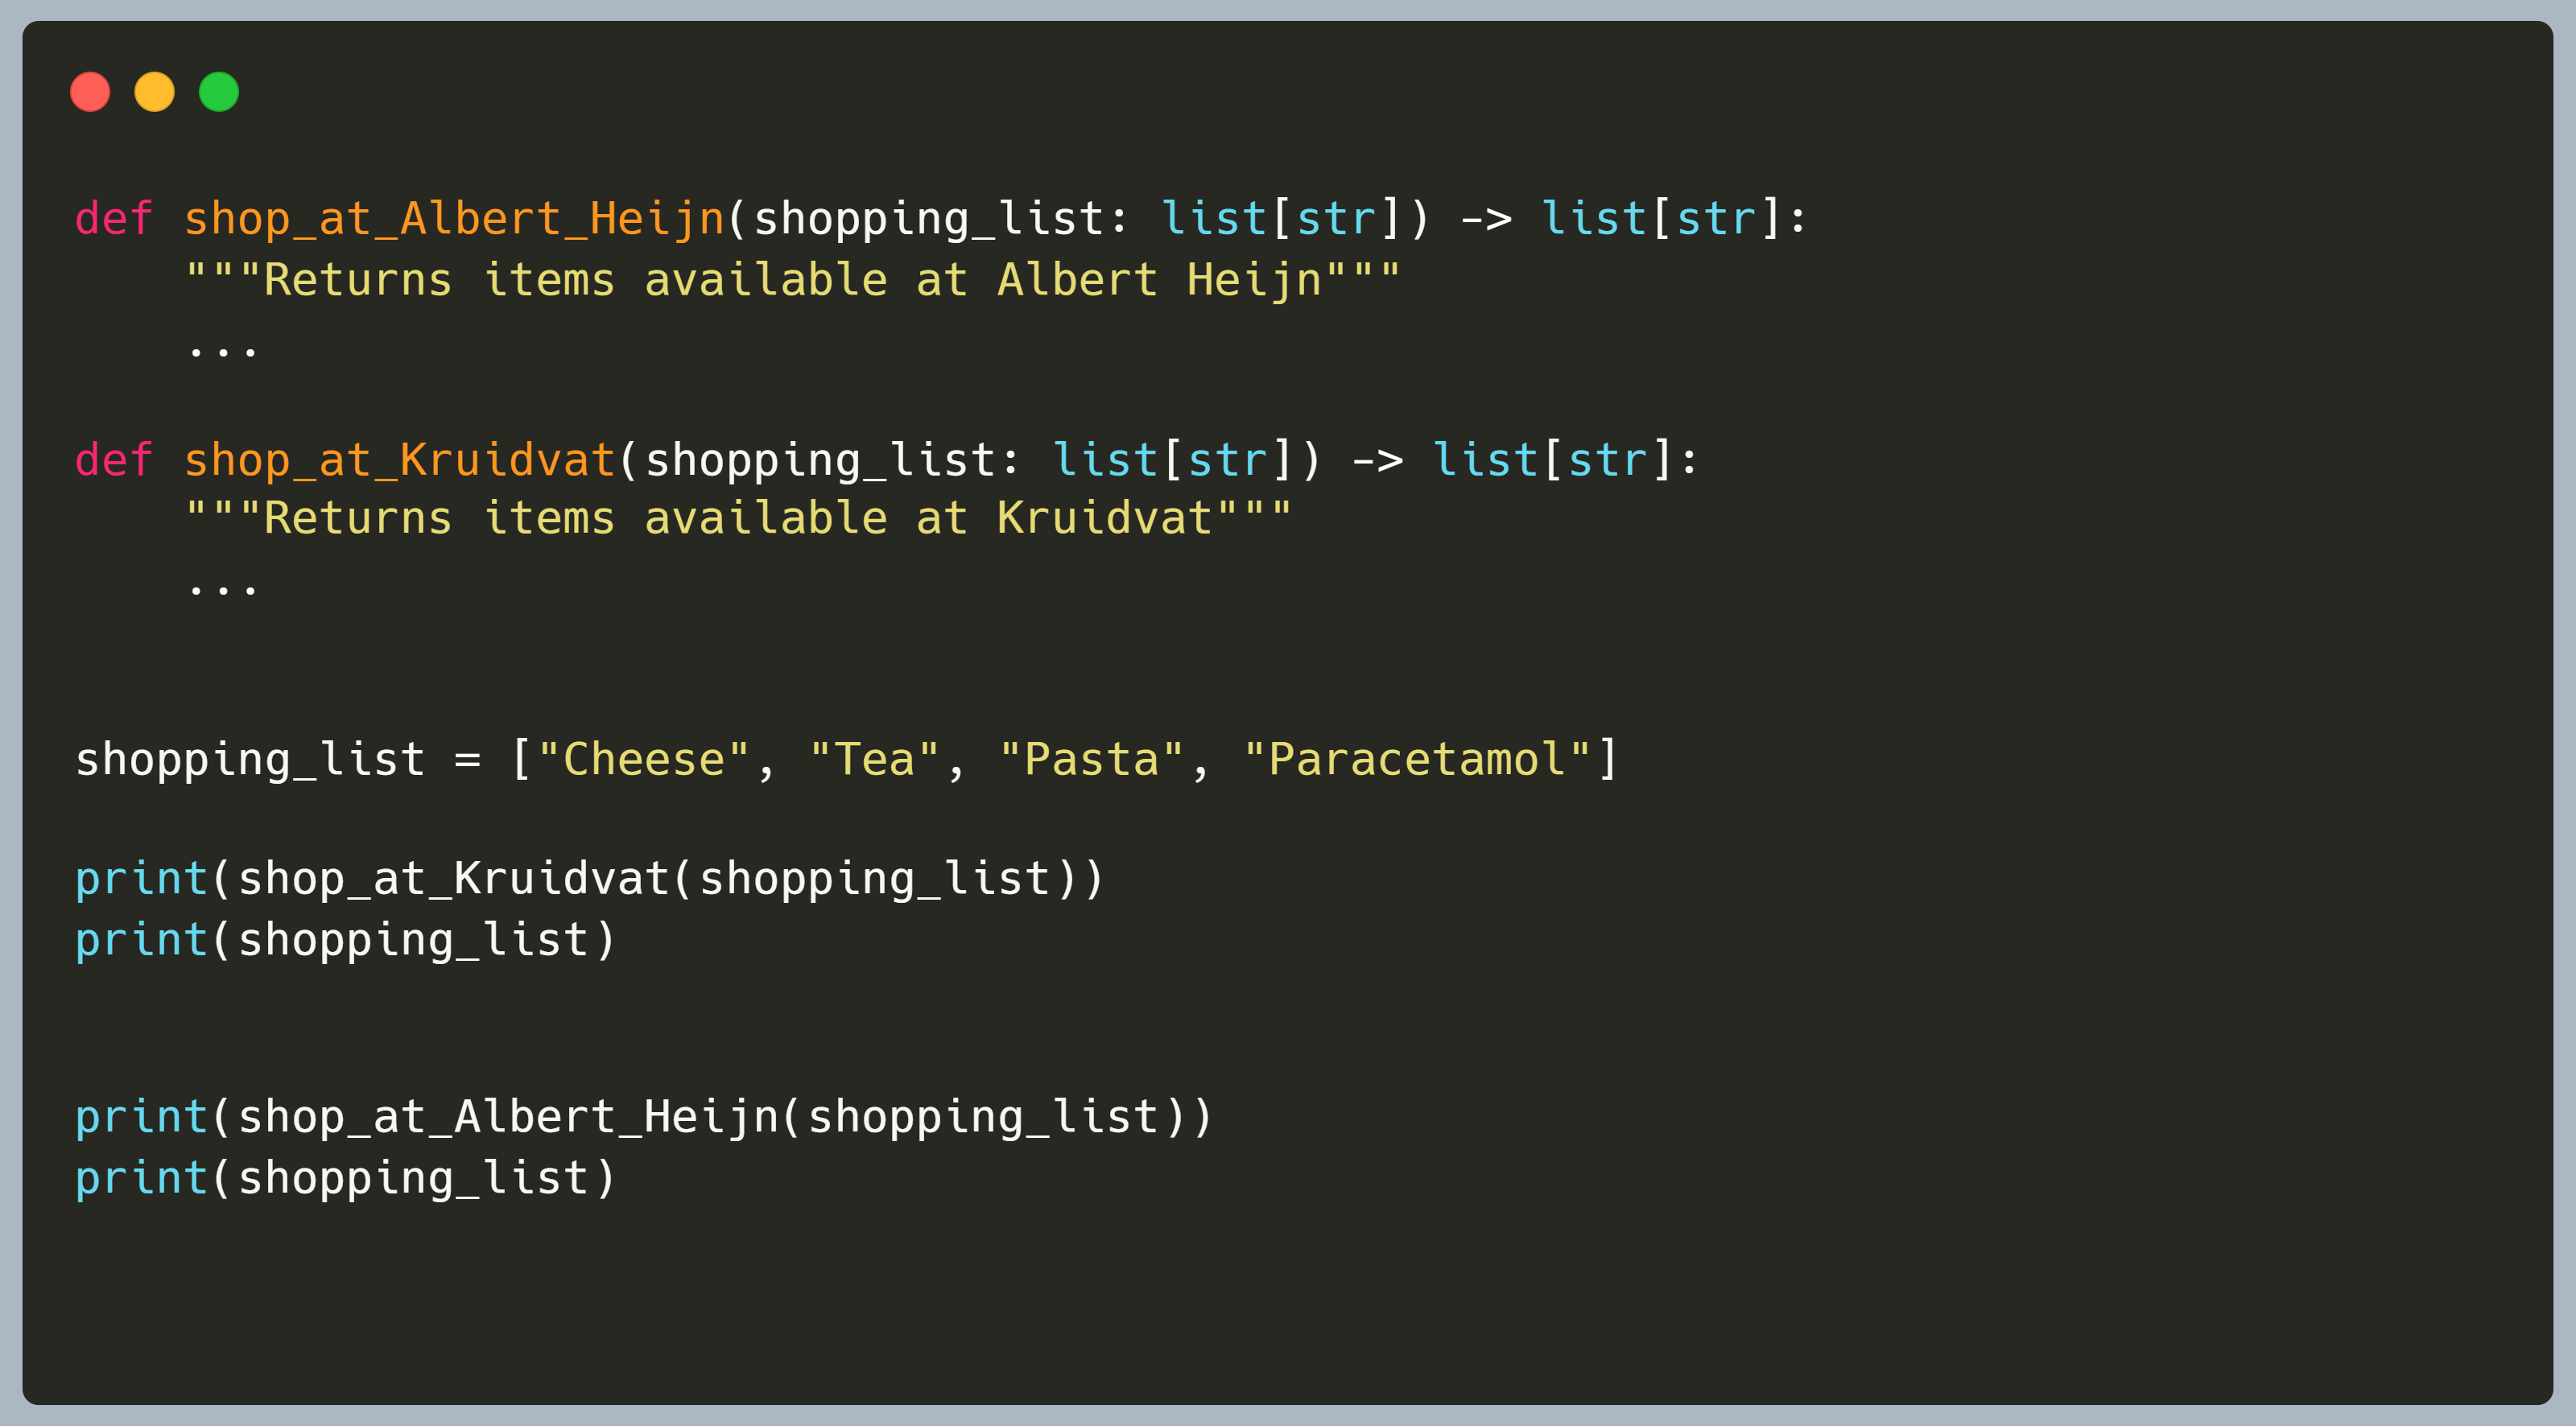 def shop_at_Albert_Heijn(shopping_list: list[str]) -> list[str]:
    """Returns items available at Albert Heijn"""
    ...
def shop_at_Kruidvat(shopping_list: list[str]) -> list[str]:
    """Returns items available at Kruidvat"""
    ...
shopping_list = ["Cheese", "Tea", "Pasta", "Paracetamol"]
print(shop_at_Kruidvat(shopping_list))
print(shopping_list)
print(shop_at_Albert_Heijn(shopping_list))
print(shopping_list)